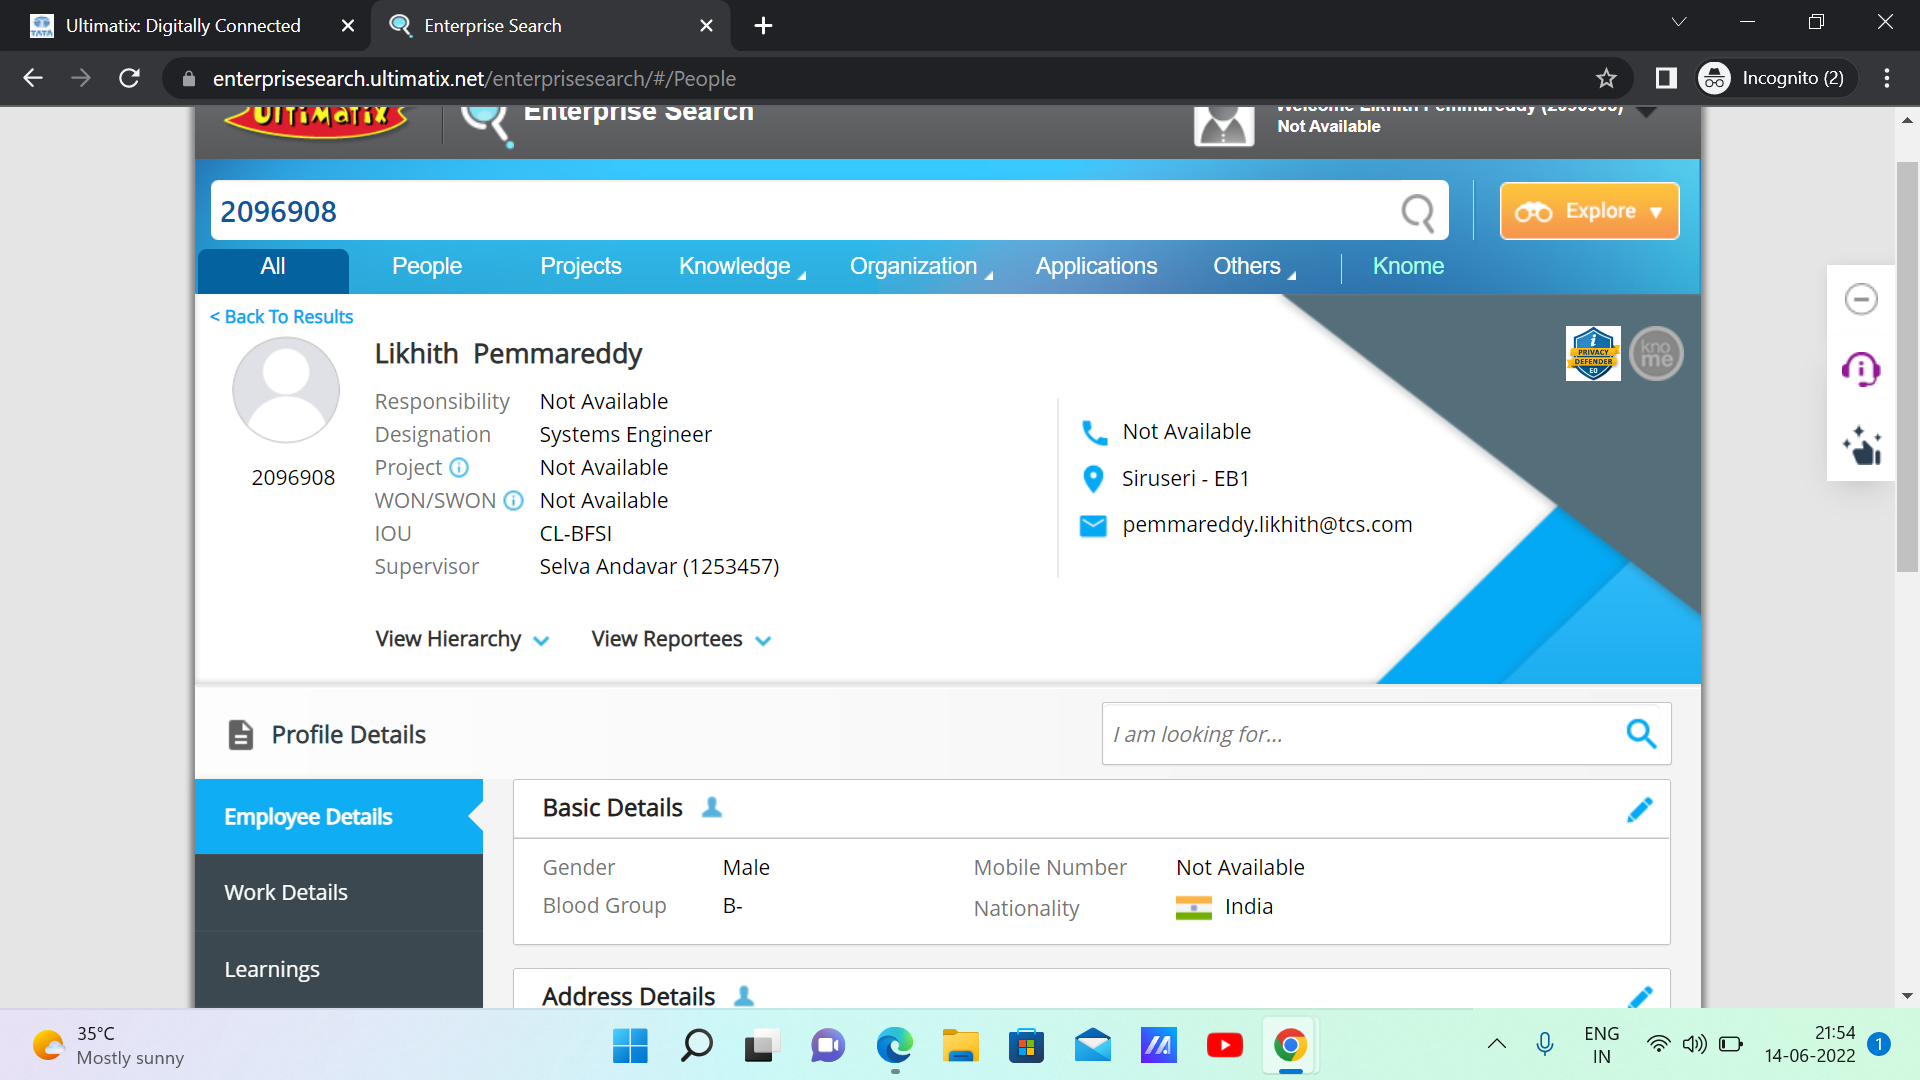 Ultimatix: Digitally Connected
Enterprise Search
enterprisesearch.ultimatix.net/enterprisesearch/#/People
Incognito (2)
UltiMatix
Enterprise Search
Welcome Likhith Pemmareddy (2096908)
Not Available
2096908
Explore
All People Projects Knowledge Organization Applications Others Knome
< Back To Results
Likhith Pemmareddy
2096908
Responsibility Not Available
Designation Systems Engineer
Project Not Available
WON/SWON Not Available
IOU CL-BFSI
Supervisor Selva Andavar (1253457)
Not Available
Siruseri - EB1
pemmareddy.likhith@tcs.com
PRIVACY
DEFENDER
E0
kno
me
View Hierarchy View Reportees
Profile Details
I am looking for...
Employee Details
Work Details
Learnings
Basic Details
Gender Male Mobile Number Not Available
Blood Group B- Nationality India
Address Details
35°C
Mostly sunny
ENG
IN
21:54
14-06-2022
1